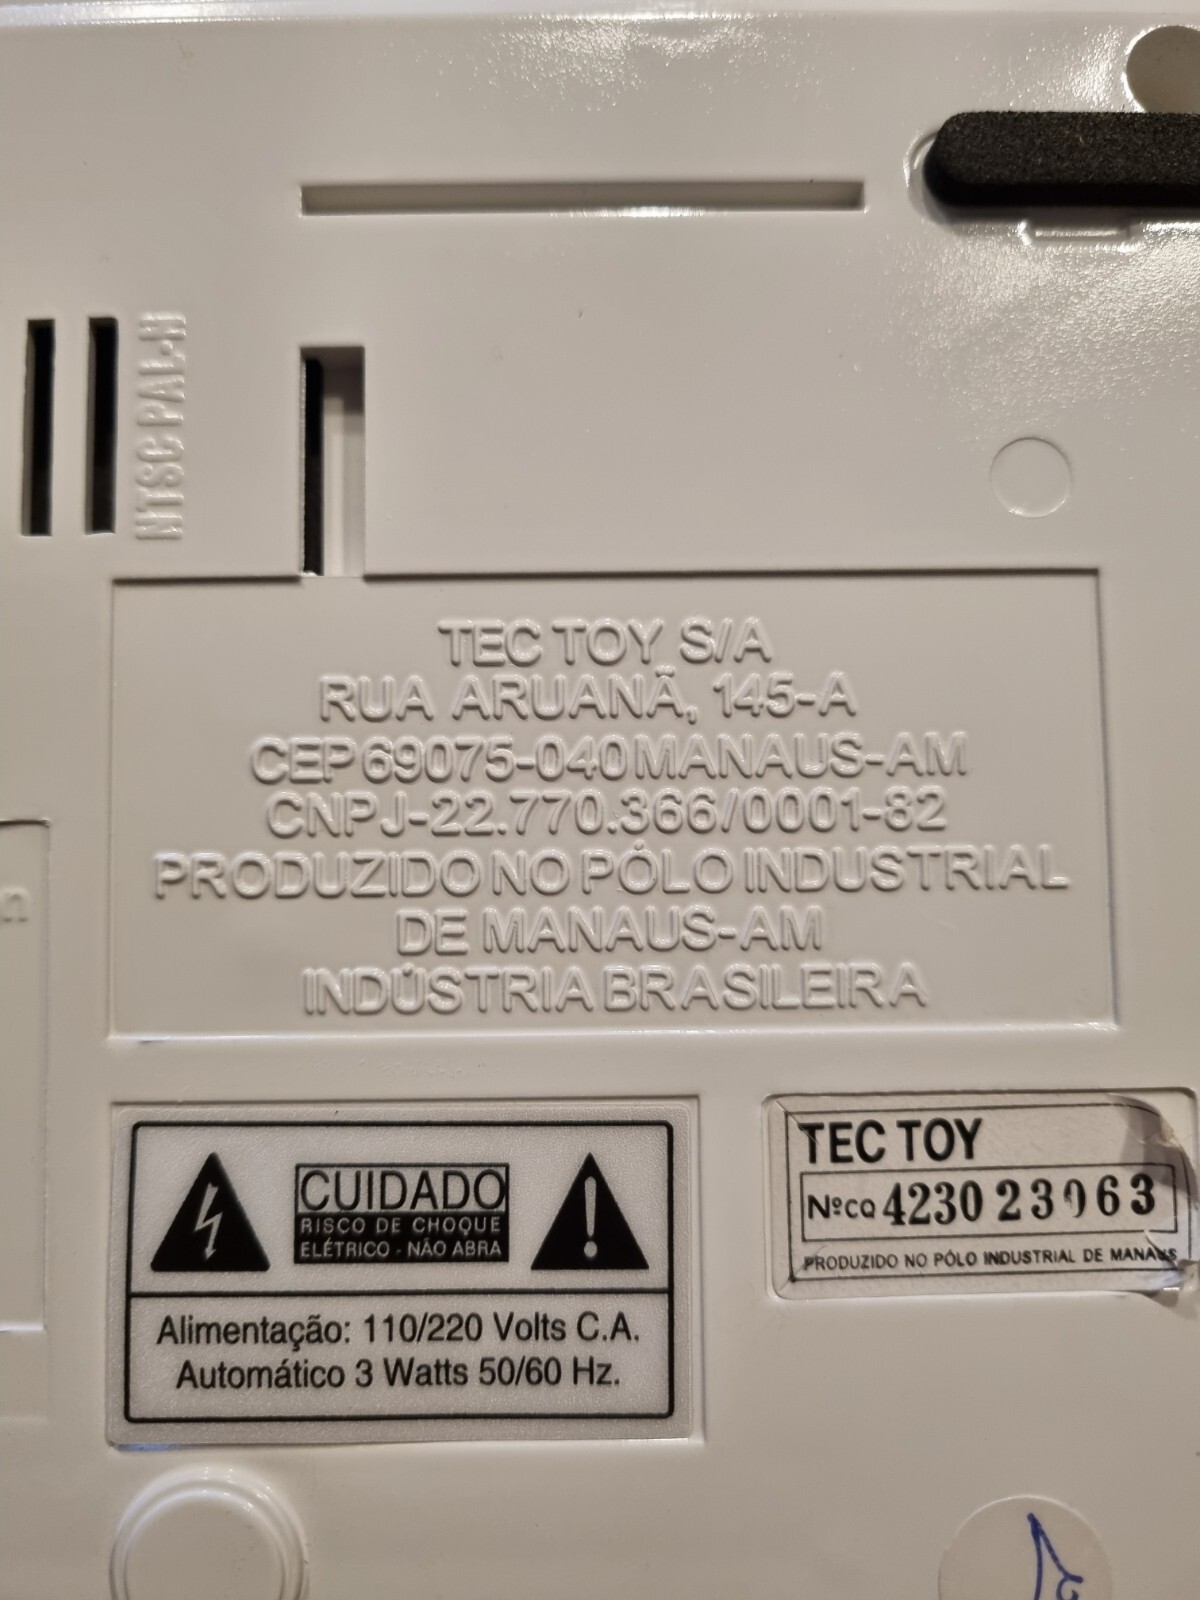 NTSC PAL-M
TEC TOY S/A
RUA ARUANÃ, 145-A
CEP 69075-040 MANAUS-AM
CNPJ-22.770.366/0001-82
PRODUZIDO NO PÓLO INDUSTRIAL
DE MANAUS-AM
INDÚSTRIA BRASILEIRA
CUIDADO
RISCO DE CHOQUE
ELÉTRICO - NÃO ABRA
Alimentação: 110/220 Volts C.A.
Automático 3 Watts 50/60 Hz.
TEC TOY
Nºcq 4230 23063
PRODUZIDO NO PÓLO INDUSTRIAL DE MANAUS